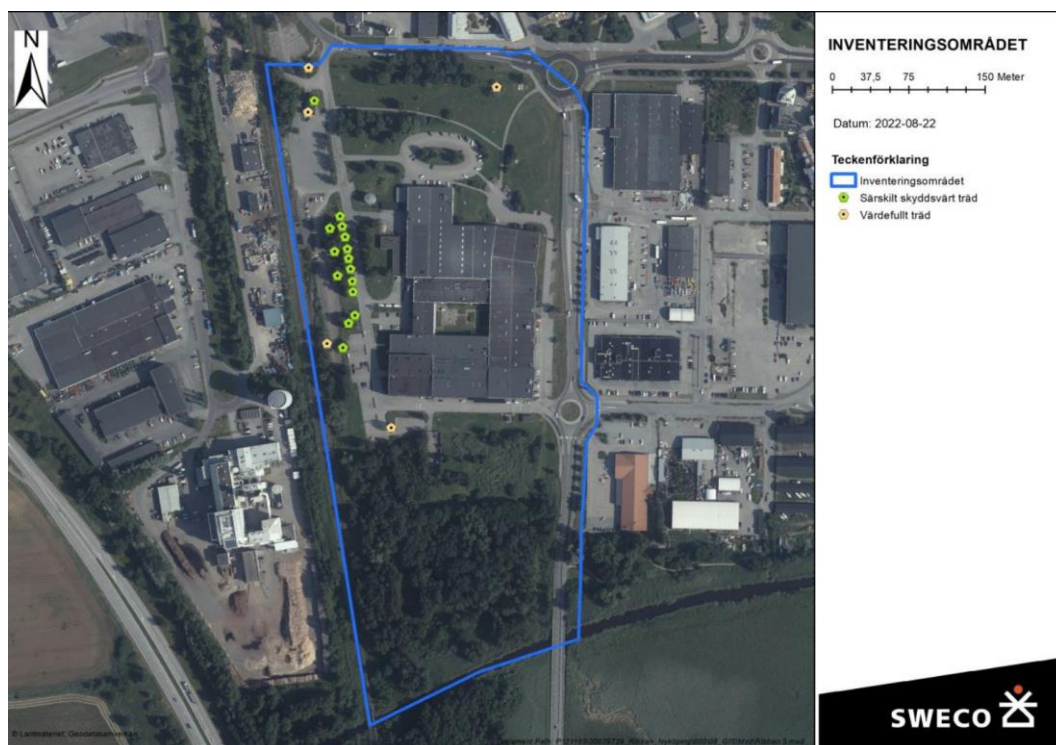 N
INVENTERINGSOMRÅDET
0 37,5 75 150 Meter
Datum: 2022-08-22
Teckenförklaring
Inventeringsområdet
Särskilt skyddsvärt träd
Värdefullt träd
© Lantmäteriet, Geodatasamverkan
SWECO